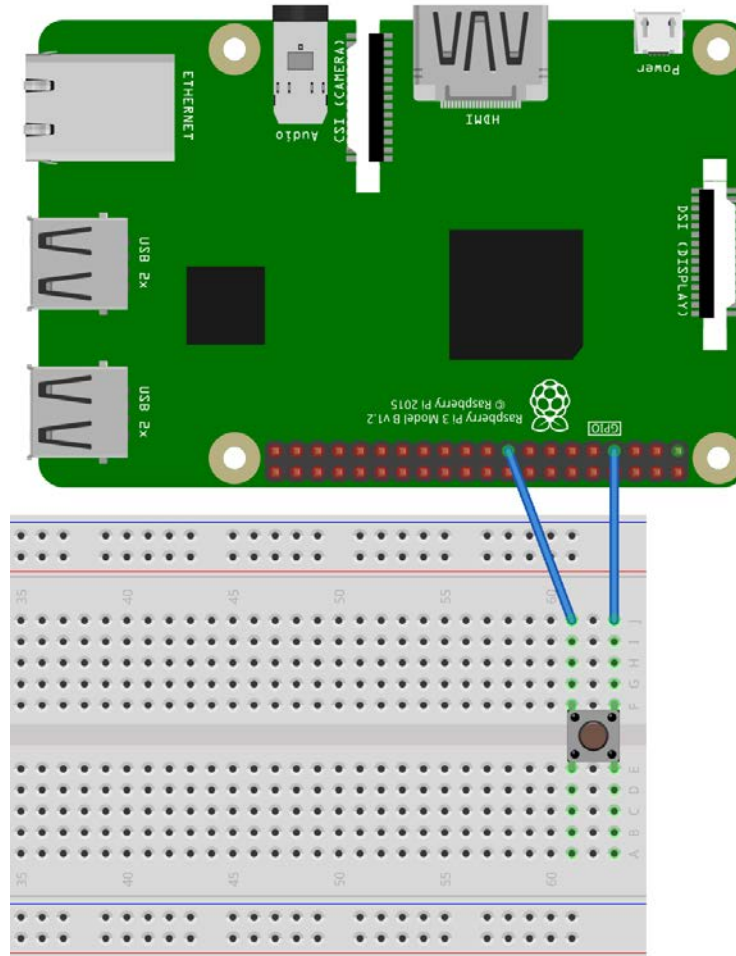 ETHERNET
Audio
CSI (CAMERA)
HDMI
Power
USB 2x
DSI (DISPLAY)
USB 2x
Raspberry Pi 3 Model B v1.2
© Raspberry Pi 2015
GPIO
35 40 45 50 55 60
J
I
H
G
F
E
D
C
B
A
35 40 45 50 55 60